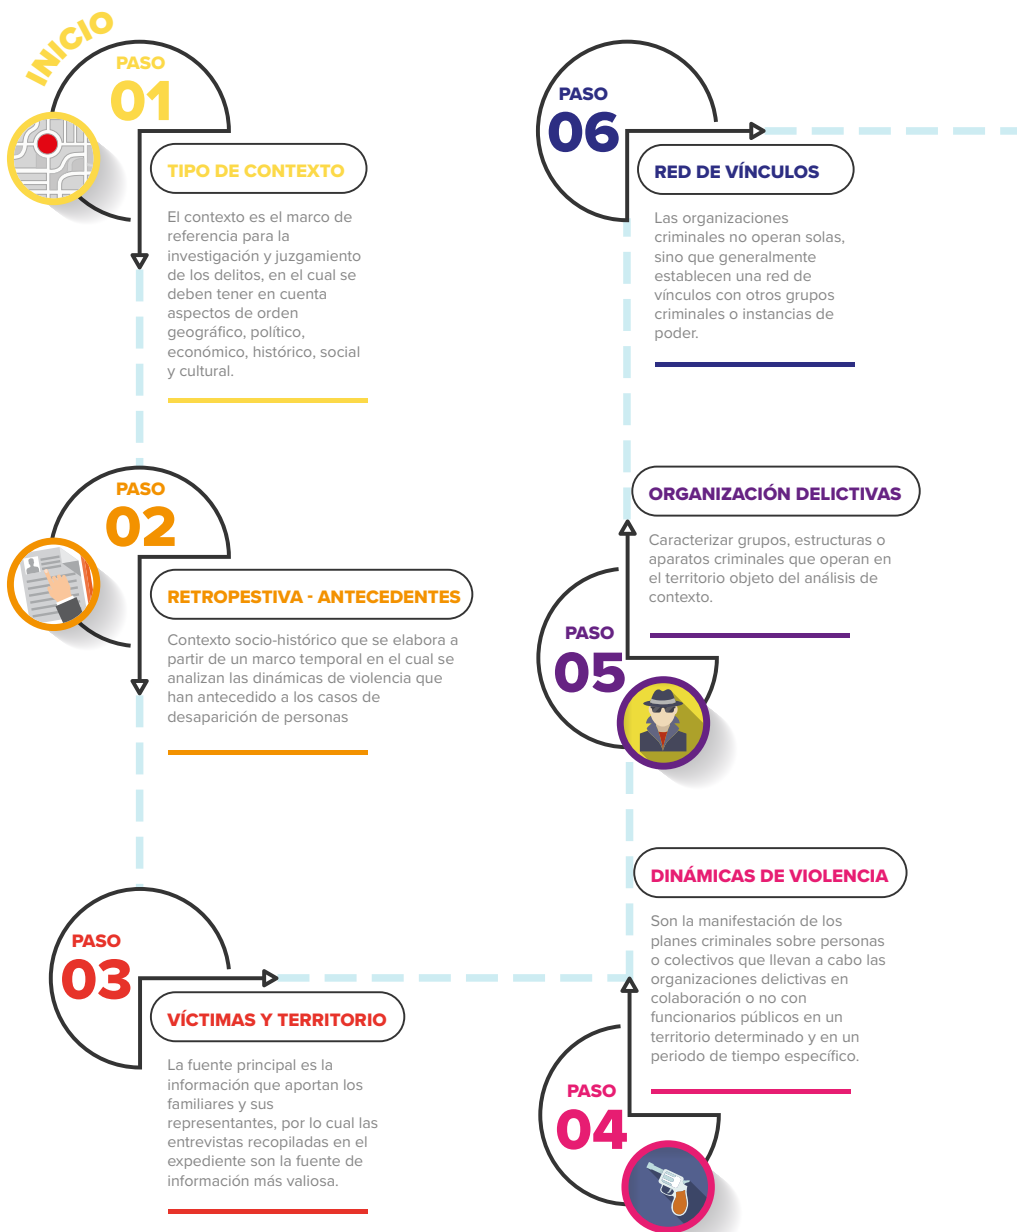 INICIO
PASO
01
TIPO DE CONTEXTO
El contexto es el marco de
referencia para la
investigación y juzgamiento
de los delitos, en el cual se
deben tener en cuenta
aspectos de orden
geográfico, político,
económico, histórico, social
y cultural.
PASO
02
RETROPESTIVA - ANTECEDENTES
Contexto socio-histórico que se elabora a
partir de un marco temporal en el cual se
analizan las dinámicas de violencia que
han antecedido a los casos de
desaparición de personas
PASO
03
VÍCTIMAS Y TERRITORIO
La fuente principal es la
información que aportan los
familiares y sus
representantes, por lo cual las
entrevistas recopiladas en el
expediente son la fuente de
información más valiosa.
PASO
04
DINÁMICAS DE VIOLENCIA
Son la manifestación de los
planes criminales sobre personas
o colectivos que llevan a cabo las
organizaciones delictivas en
colaboración o no con
funcionarios públicos en un
territorio determinado y en un
periodo de tiempo específico.
PASO
05
ORGANIZACIÓN DELICTIVAS
Caracterizar grupos, estructuras o
aparatos criminales que operan en
el territorio objeto del análisis de
contexto.
PASO
06
RED DE VÍNCULOS
Las organizaciones
criminales no operan solas,
sino que generalmente
establecen una red de
vínculos con otros grupos
criminales o instancias de
poder.